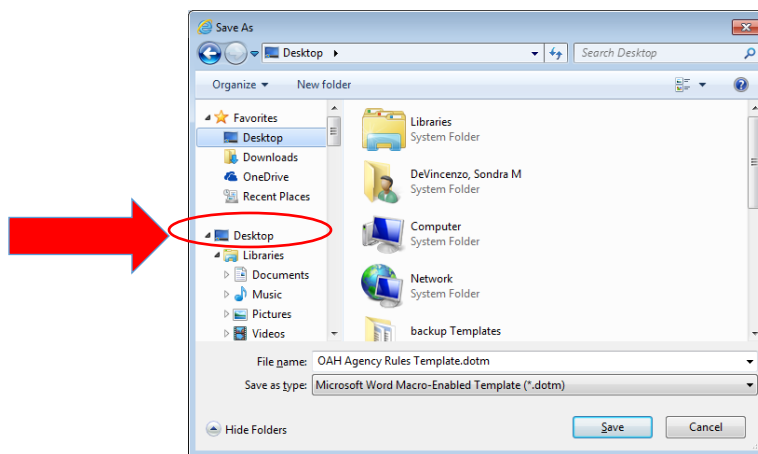 Save As
Desktop
Search Desktop
Organize
New folder
Favorites
Desktop
Downloads
OneDrive
Recent Places
Desktop
Libraries
Documents
Music
Pictures
Videos
Libraries
System Folder
DeVincenzo, Sondra M
System Folder
Computer
System Folder
Network
System Folder
backup Templates
File name: OAH Agency Rules Template.dotm
Save as type: Microsoft Word Macro-Enabled Template (*.dotm)
Hide Folders
Save
Cancel